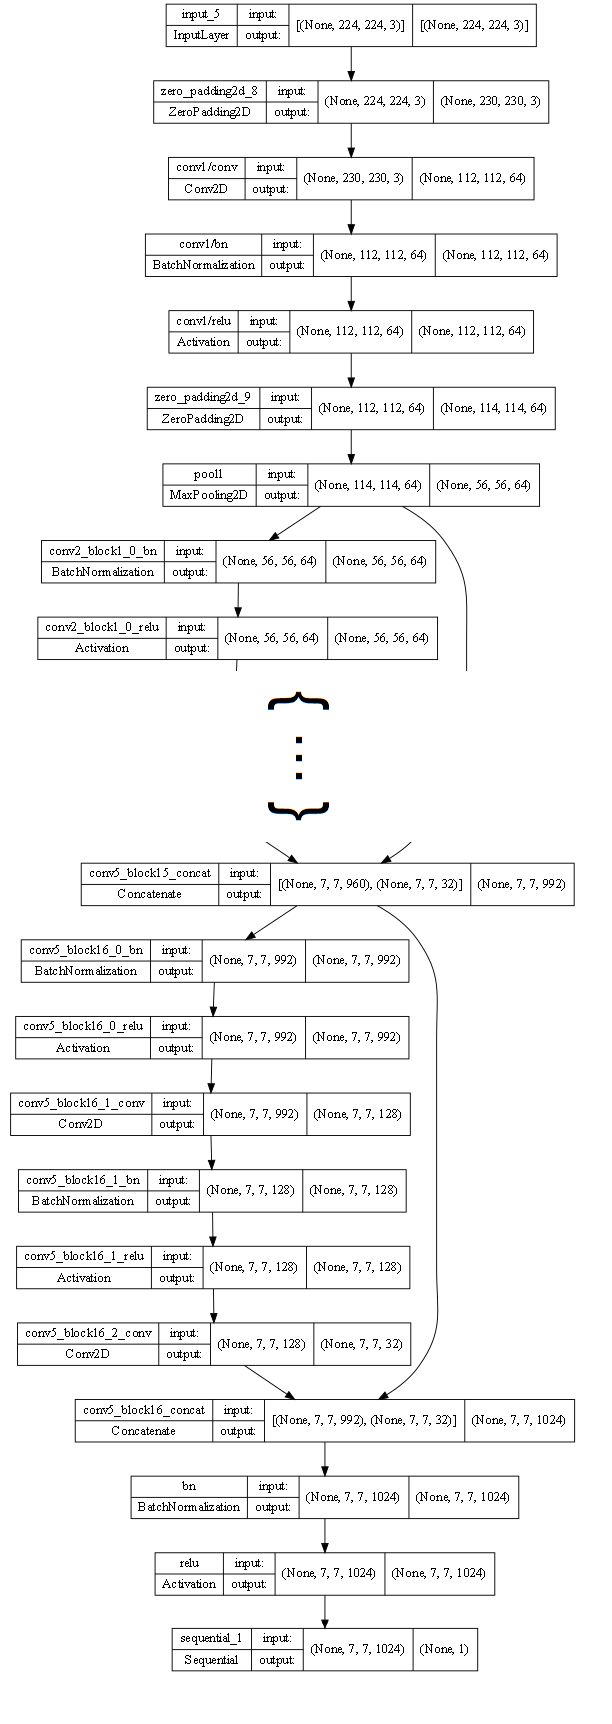 input_5 input: [(None, 224, 224, 3)] [(None, 224, 224, 3)]
InputLayer output:
zero_padding2d_8 input: (None, 224, 224, 3) (None, 230, 230, 3)
ZeroPadding2D output:
conv1/conv input: (None, 230, 230, 3) (None, 112, 112, 64)
Conv2D output:
conv1/bn input: (None, 112, 112, 64) (None, 112, 112, 64)
BatchNormalization output:
conv1/relu input: (None, 112, 112, 64) (None, 112, 112, 64)
Activation output:
zero_padding2d_9 input: (None, 112, 112, 64) (None, 114, 114, 64)
ZeroPadding2D output:
pool1 input: (None, 114, 114, 64) (None, 56, 56, 64)
MaxPooling2D output:
conv2_block1_0_bn input: (None, 56, 56, 64) (None, 56, 56, 64)
BatchNormalization output:
conv2_block1_0_relu input: (None, 56, 56, 64) (None, 56, 56, 64)
Activation output:
{...}
conv5_block15_concat input: [(None, 7, 7, 960), (None, 7, 7, 32)] (None, 7, 7, 992)
Concatenate output:
conv5_block16_0_bn input: (None, 7, 7, 992) (None, 7, 7, 992)
BatchNormalization output:
conv5_block16_0_relu input: (None, 7, 7, 992) (None, 7, 7, 992)
Activation output:
conv5_block16_1_conv input: (None, 7, 7, 992) (None, 7, 7, 128)
Conv2D output:
conv5_block16_1_bn input: (None, 7, 7, 128) (None, 7, 7, 128)
BatchNormalization output:
conv5_block16_1_relu input: (None, 7, 7, 128) (None, 7, 7, 128)
Activation output:
conv5_block16_2_conv input: (None, 7, 7, 128) (None, 7, 7, 32)
Conv2D output:
conv5_block16_concat input: [(None, 7, 7, 992), (None, 7, 7, 32)] (None, 7, 7, 1024)
Concatenate output:
bn input: (None, 7, 7, 1024) (None, 7, 7, 1024)
BatchNormalization output:
relu input: (None, 7, 7, 1024) (None, 7, 7, 1024)
Activation output:
sequential_1 input: (None, 7, 7, 1024) (None, 1)
Sequential output: